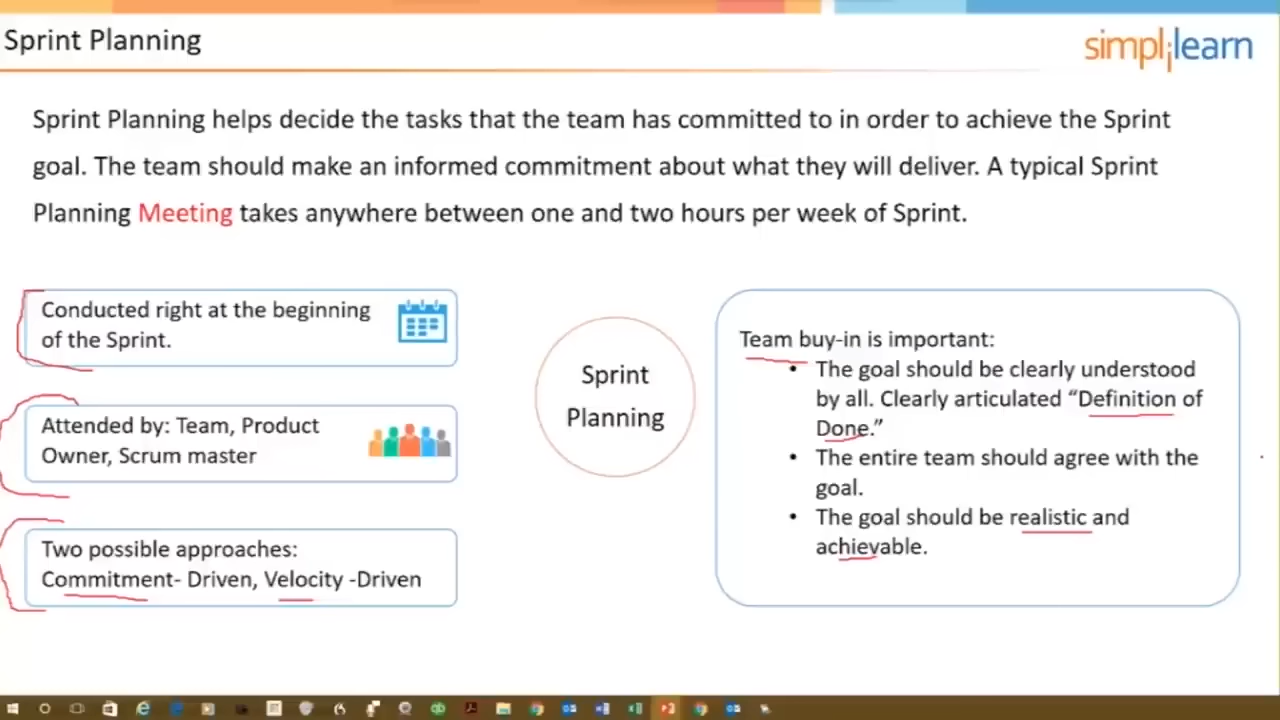 Sprint Planning
simplilearn
Sprint Planning helps decide the tasks that the team has committed to in order to achieve the Sprint
goal. The team should make an informed commitment about what they will deliver. A typical Sprint
Planning Meeting takes anywhere between one and two hours per week of Sprint.
Conducted right at the beginning
of the Sprint.
Attended by: Team, Product
Owner, Scrum master
Two possible approaches:
Commitment- Driven, Velocity -Driven
Sprint
Planning
Team buy-in is important:
• The goal should be clearly understood
by all. Clearly articulated “Definition of
Done.”
• The entire team should agree with the
goal.
• The goal should be realistic and
achievable.